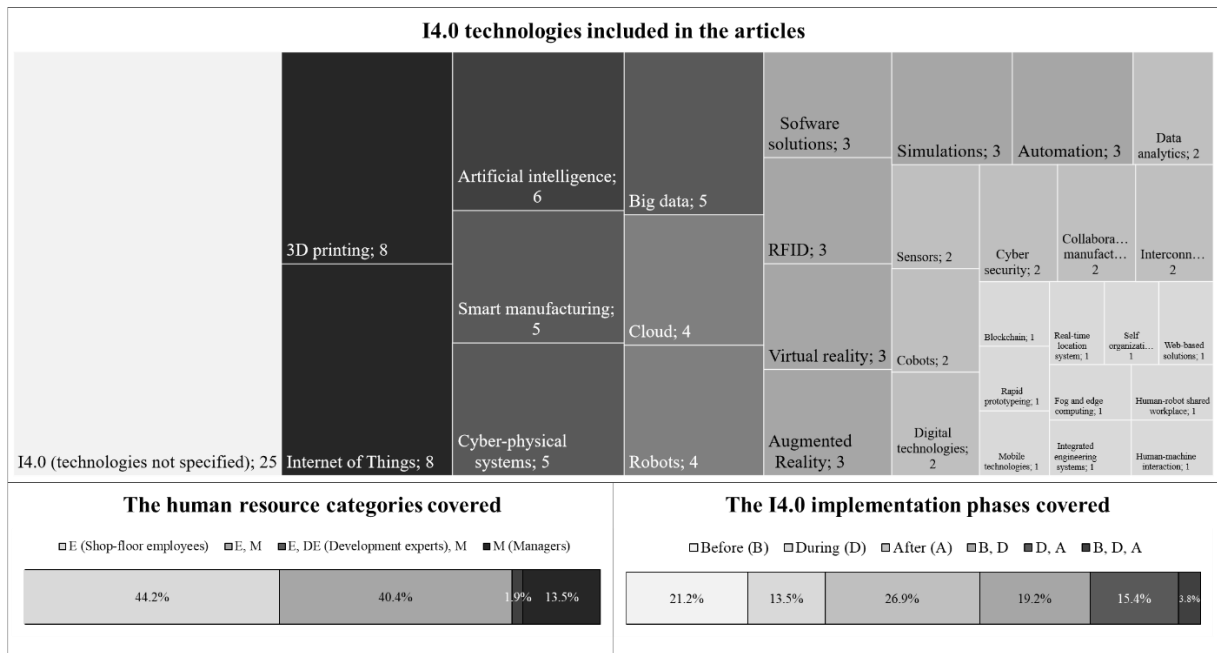 I4.0 technologies included in the articles
I4.0 (technologies not specified); 25
3D printing; 8
Internet of Things; 8
Artificial intelligence;
6
Smart manufacturing;
5
Cyber-physical
systems; 5
Big data; 5
Cloud; 4
Robots; 4
Sofware
solutions; 3
RFID; 3
Virtual reality; 3
Augmented
Reality; 3
Simulations; 3
Automation; 3
Data
analytics; 2
Sensors; 2
Cobots; 2
Digital
technologies;
2
Cyber
security; 2
Collabora…
manufact…
2
Interconn…
2
Blockchain; 1
Rapid
prototypeing; 1
Mobile
technologies; 1
Real-time
location
system; 1
Self
organizati…
1
Web-based
solutions; 1
Fog and edge
computing; 1
Human-robot shared
workplace; 1
Integrated
engineering
systems; 1
Human-machine
interaction; 1
The human resource categories covered
E (Shop-floor employees) E, M E, DE (Development experts), M M (Managers)
44.2% 40.4% 1.9% 13.5%
The I4.0 implementation phases covered
Before (B) During (D) After (A) B, D D, A B, D, A
21.2% 13.5% 26.9% 19.2% 15.4% 3.8%